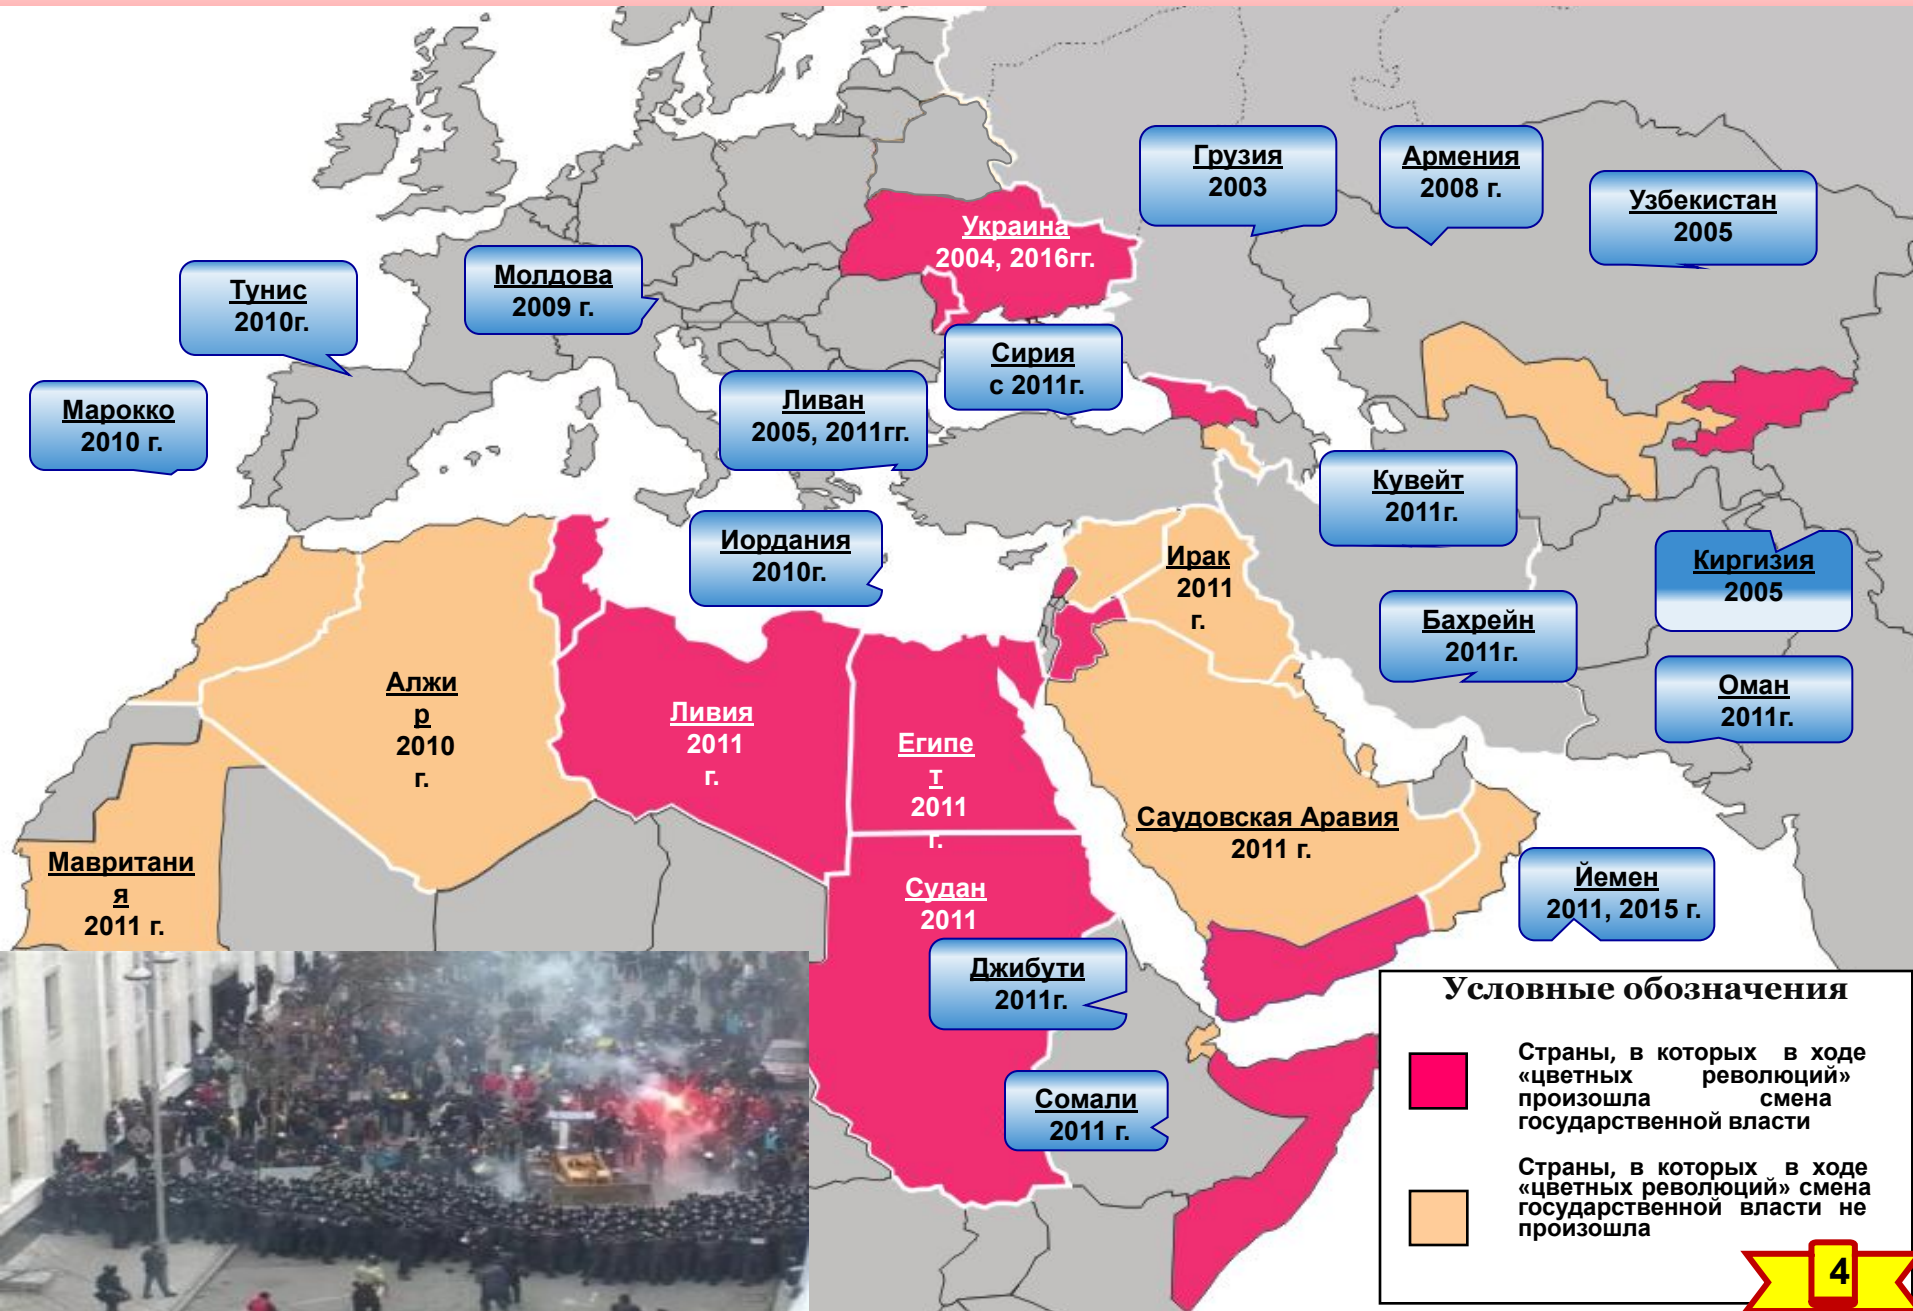 Грузия
2003
Армения
2008 г.
Узбекистан
2005
Украина
2004, 2016гг.
Молдова
2009 г.
Тунис
2010г.
Марокко
2010 г.
Ливан
2005, 2011гг.
Сирия
с 2011г.
Кувейт
2011г.
Иордания
2010г.
Ирак
2011
г.
Киргизия
2005
Бахрейн
2011г.
Оман
2011г.
Алжи
р
2010
г.
Ливия
2011
г.
Египе
т
2011
г.
Саудовская Аравия
2011 г.
Мавритани
я
2011 г.
Судан
2011
Йемен
2011, 2015 г.
Джибути
2011г.
Сомали
2011 г.
Условные обозначения
Страны, в которых в ходе
«цветных революций»
произошла смена
государственной власти
Страны, в которых в ходе
«цветных революций» смена
государственной власти не
произошла
4